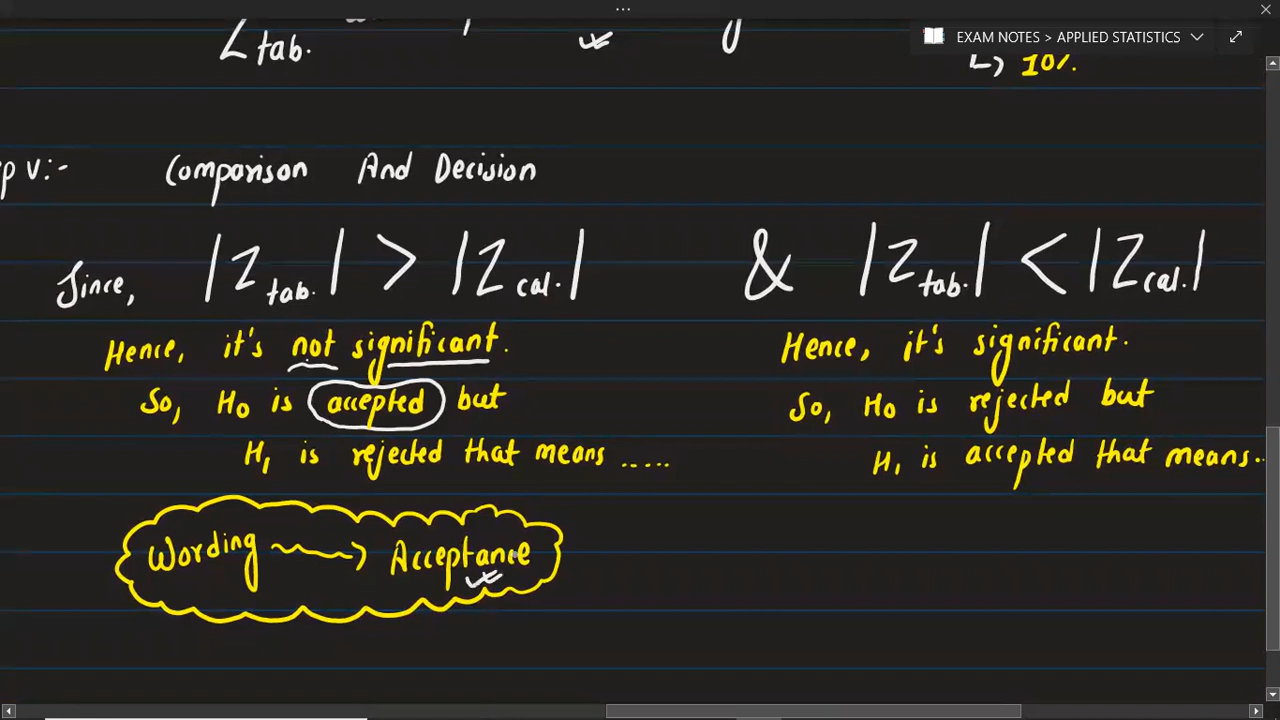 EXAM NOTES > APPLIED STATISTICS
Z tab.
↳ 10%.
p V:- Comparison And Decision
Since, |Z tab.| > |Z cal.| & |Z tab.| < |Z cal.|
Hence, it's not significant.
So, H₀ is accepted but
H₁ is rejected that means .....
Hence, it's significant.
So, H₀ is rejected but
H₁ is accepted that means..
Wording → Acceptance